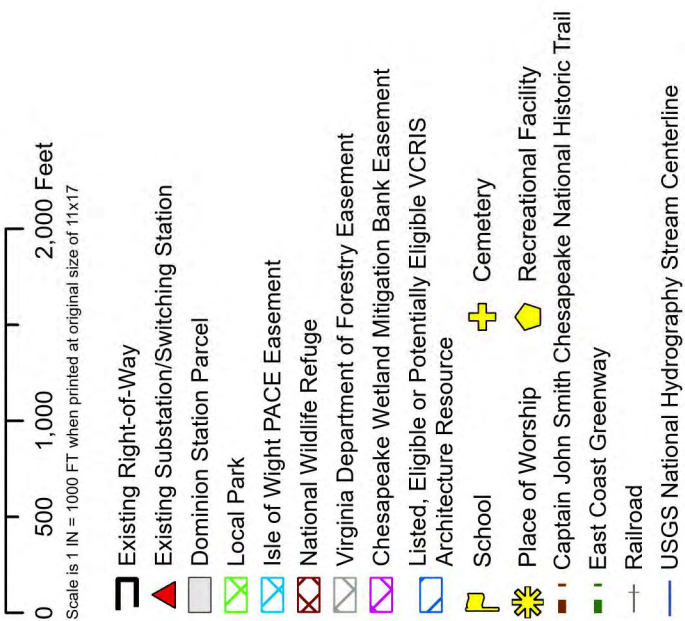 0 500 1,000 2,000 Feet
Scale is 1 IN = 1000 FT when printed at original size of 11x17
Existing Right-of-Way
Existing Substation/Switching Station
Dominion Station Parcel
Local Park
Isle of Wight PACE Easement
National Wildlife Refuge
Virginia Department of Forestry Easement
Chesapeake Wetland Mitigation Bank Easement
Listed, Eligible or Potentially Eligible VCRIS
Architecture Resource
School Cemetery
Place of Worship Recreational Facility
Captain John Smith Chesapeake National Historic Trail
East Coast Greenway
Railroad
USGS National Hydrography Stream Centerline